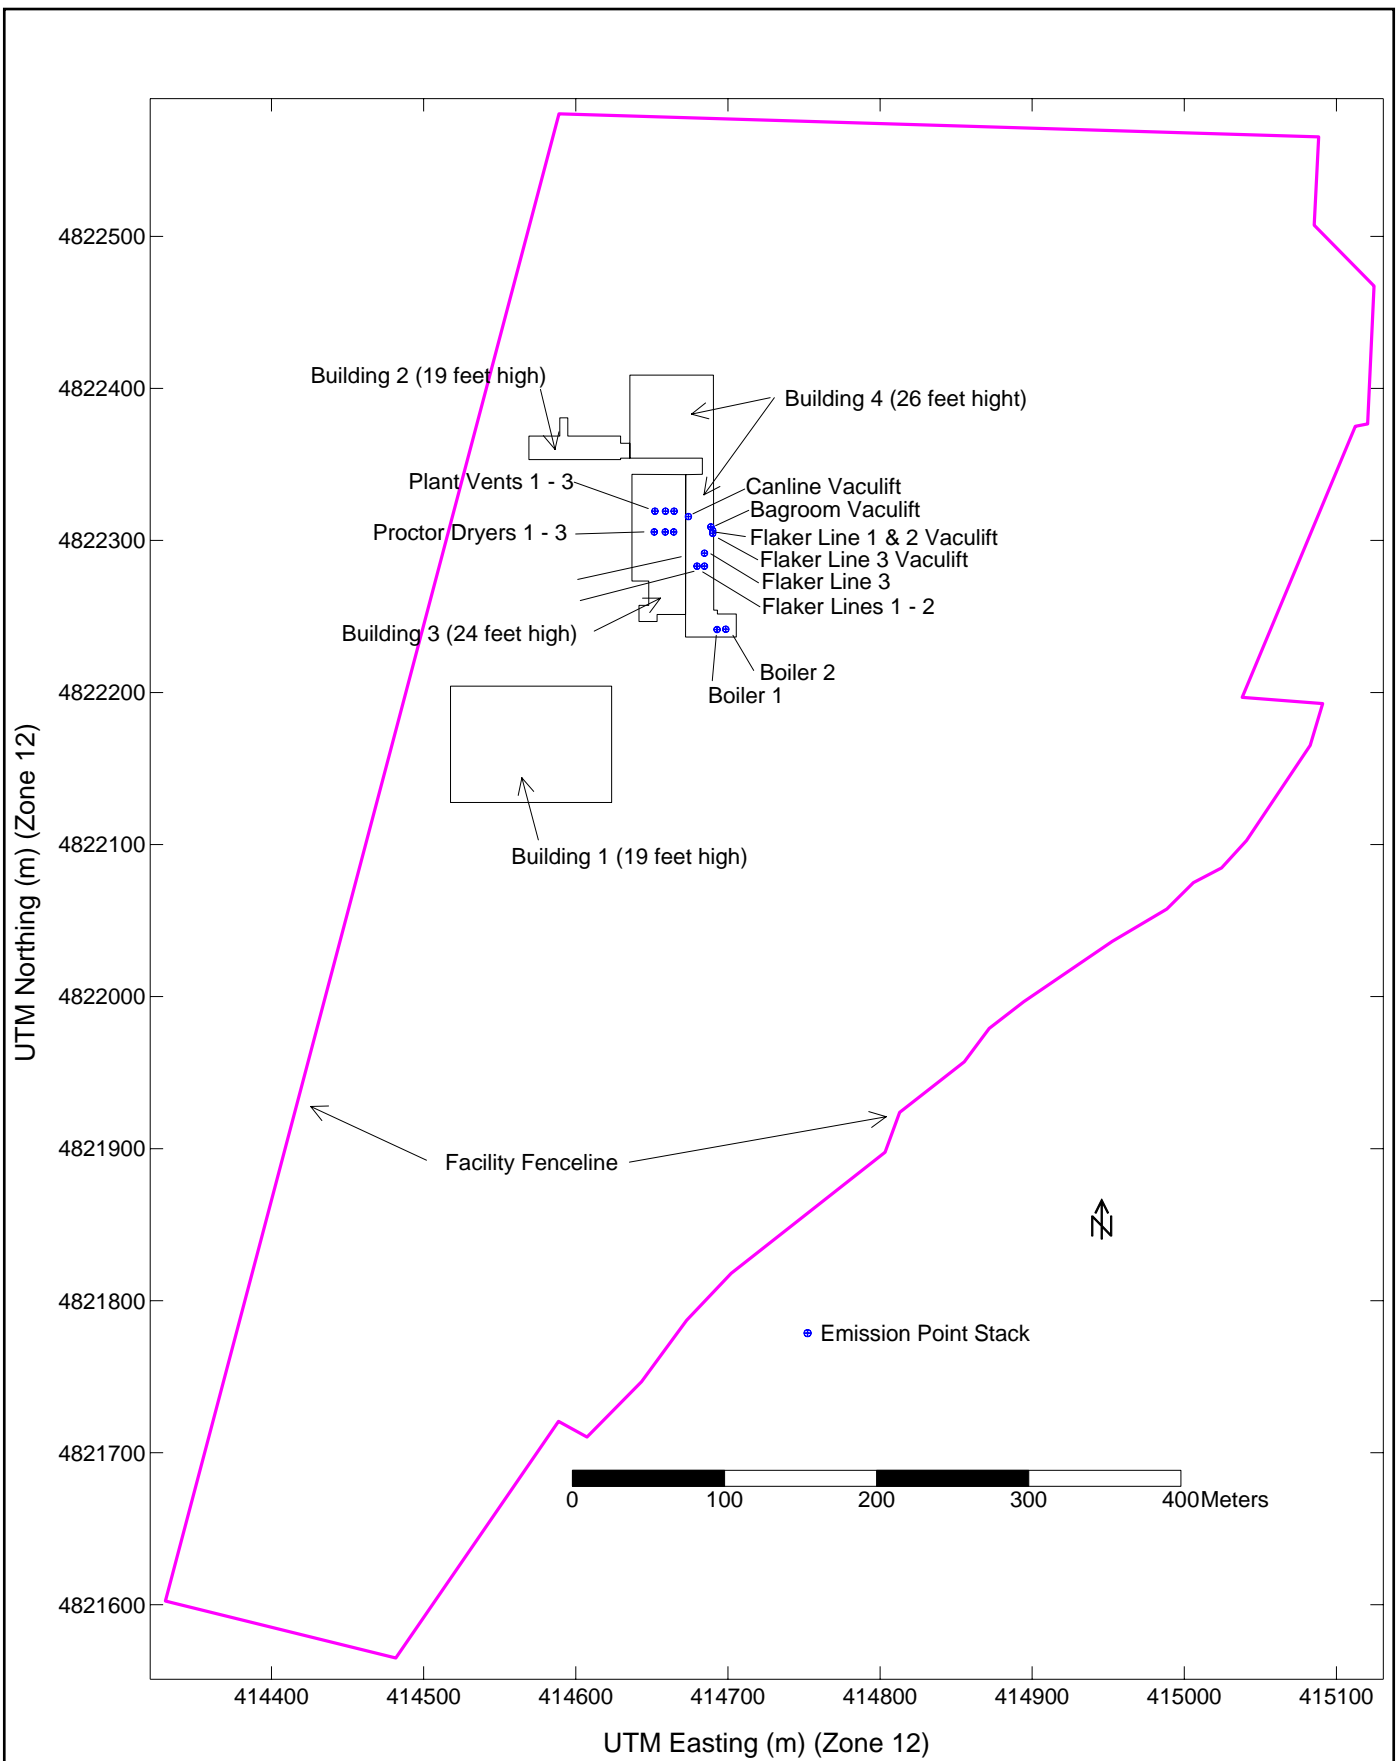 4822500
4822400
4822300
4822200
4822100
4822000
4821900
4821800
4821700
4821600
UTM Northing (m) (Zone 12)
Building 2 (19 feet high)
Building 4 (26 feet hight)
Plant Vents 1 - 3
Canline Vaculift
Bagroom Vaculift
Proctor Dryers 1 - 3
Flaker Line 1 & 2 Vaculift
Flaker Line 3 Vaculift
Flaker Line 3
Flaker Lines 1 - 2
Building 3 (24 feet high)
Boiler 2
Boiler 1
Building 1 (19 feet high)
Facility Fenceline
N
Emission Point Stack
0 100 200 300 400 Meters
414400 414500 414600 414700 414800 414900 415000 415100
UTM Easting (m) (Zone 12)